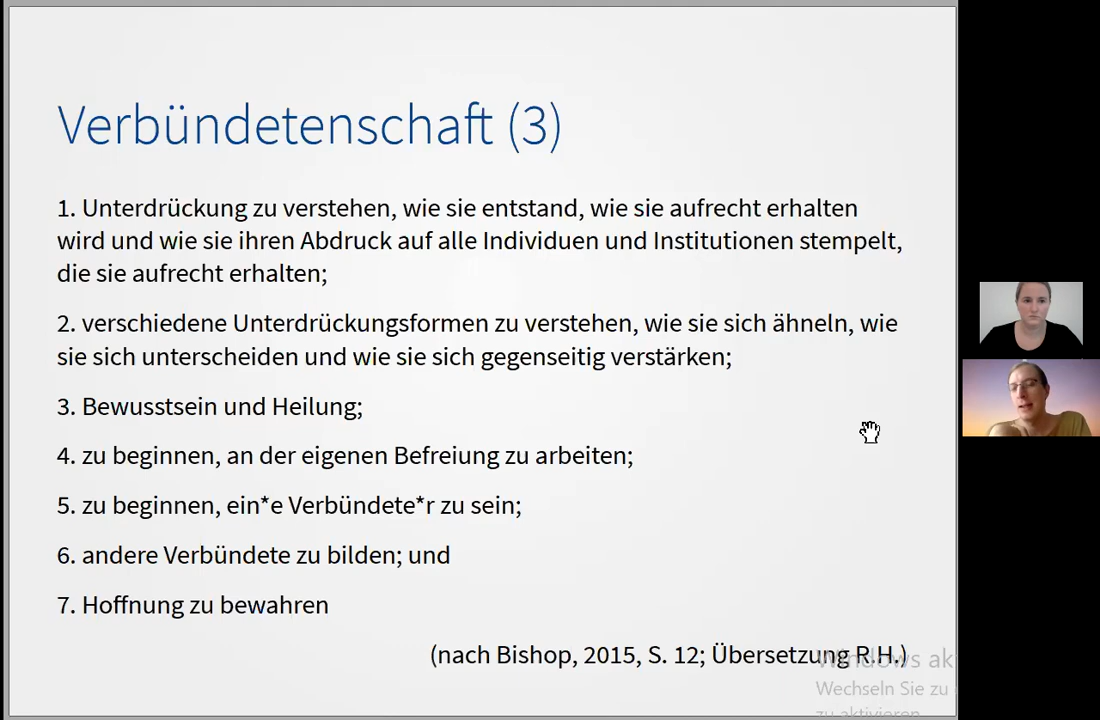 Verbündetenschaft (3)
1. Unterdrückung zu verstehen, wie sie entstand, wie sie aufrecht erhalten
wird und wie sie ihren Abdruck auf alle Individuen und Institutionen stempelt,
die sie aufrecht erhalten;
2. verschiedene Unterdrückungsformen zu verstehen, wie sie sich ähneln, wie
sie sich unterscheiden und wie sie sich gegenseitig verstärken;
3. Bewusstsein und Heilung;
4. zu beginnen, an der eigenen Befreiung zu arbeiten;
5. zu beginnen, ein*e Verbündete*r zu sein;
6. andere Verbündete zu bilden; und
7. Hoffnung zu bewahren
(nach Bishop, 2015, S. 12; Übersetzung R.H.)
Windows ak
Wechseln Sie zu
zu aktivieren